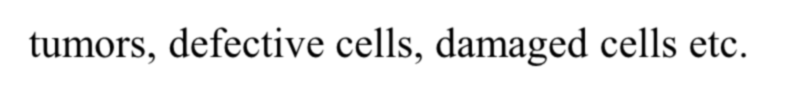 tumors, defective cells, damaged cells etc.